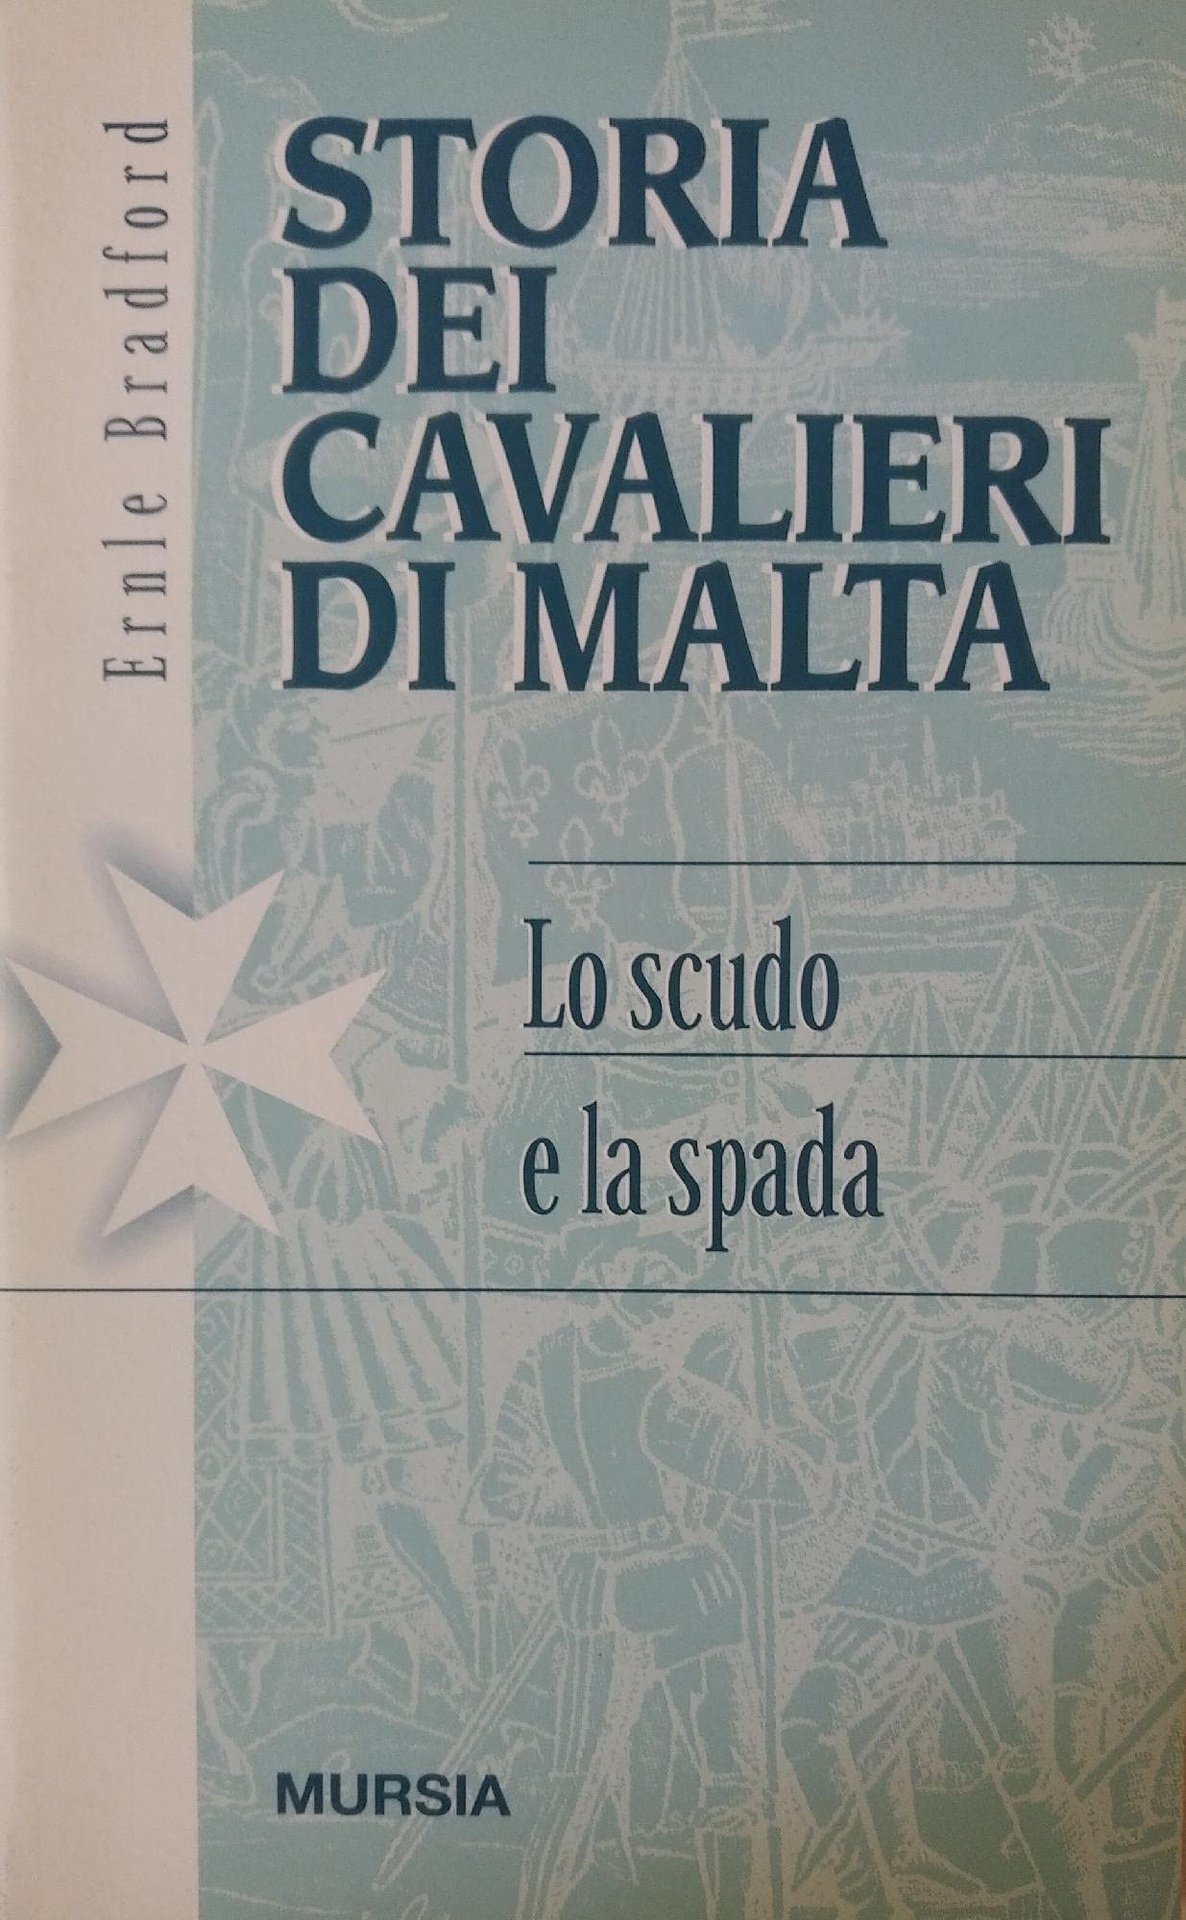 Ernle Bradford
STORIA
DEI
CAVALIERI
DI MALTA
Lo scudo
e la spada
MURSIA